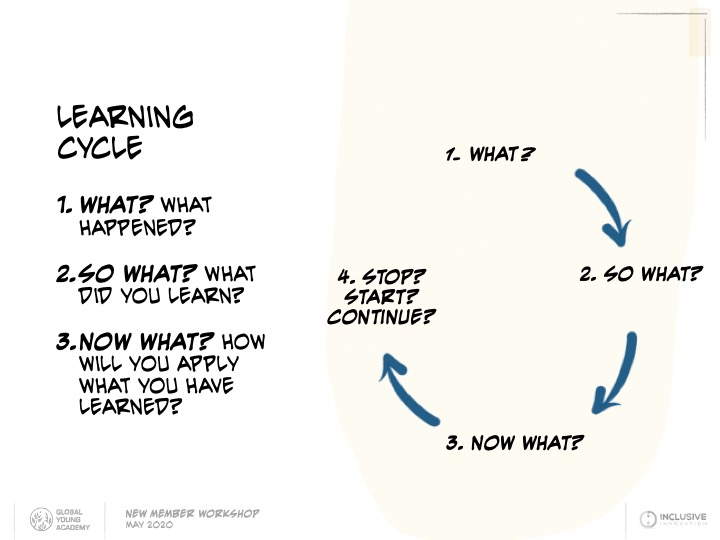 LEARNING
CYCLE
1. WHAT? WHAT
HAPPENED?
2. SO WHAT? WHAT
DID YOU LEARN?
3. NOW WHAT? HOW
WILL YOU APPLY
WHAT YOU HAVE
LEARNED?
1. WHAT?
2. SO WHAT?
3. NOW WHAT?
4. STOP?
START?
CONTINUE?
GLOBAL
YOUNG
ACADEMY
NEW MEMBER WORKSHOP
MAY 2020
INCLUSIVE
INNOVATION